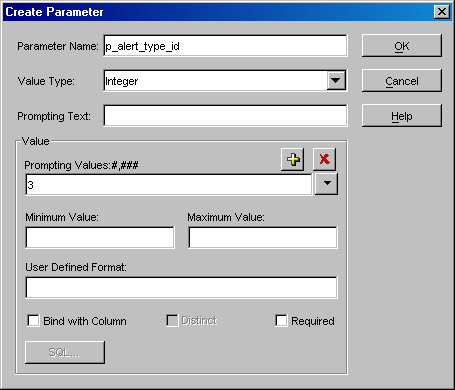 Create Parameter
Parameter Name: p_alert_type_id OK
Value Type: Integer Cancel
Prompting Text: Help
Value
Prompting Values:#,###
3
Minimum Value: Maximum Value:
User Defined Format:
Bind with Column Distinct Required
SQL...